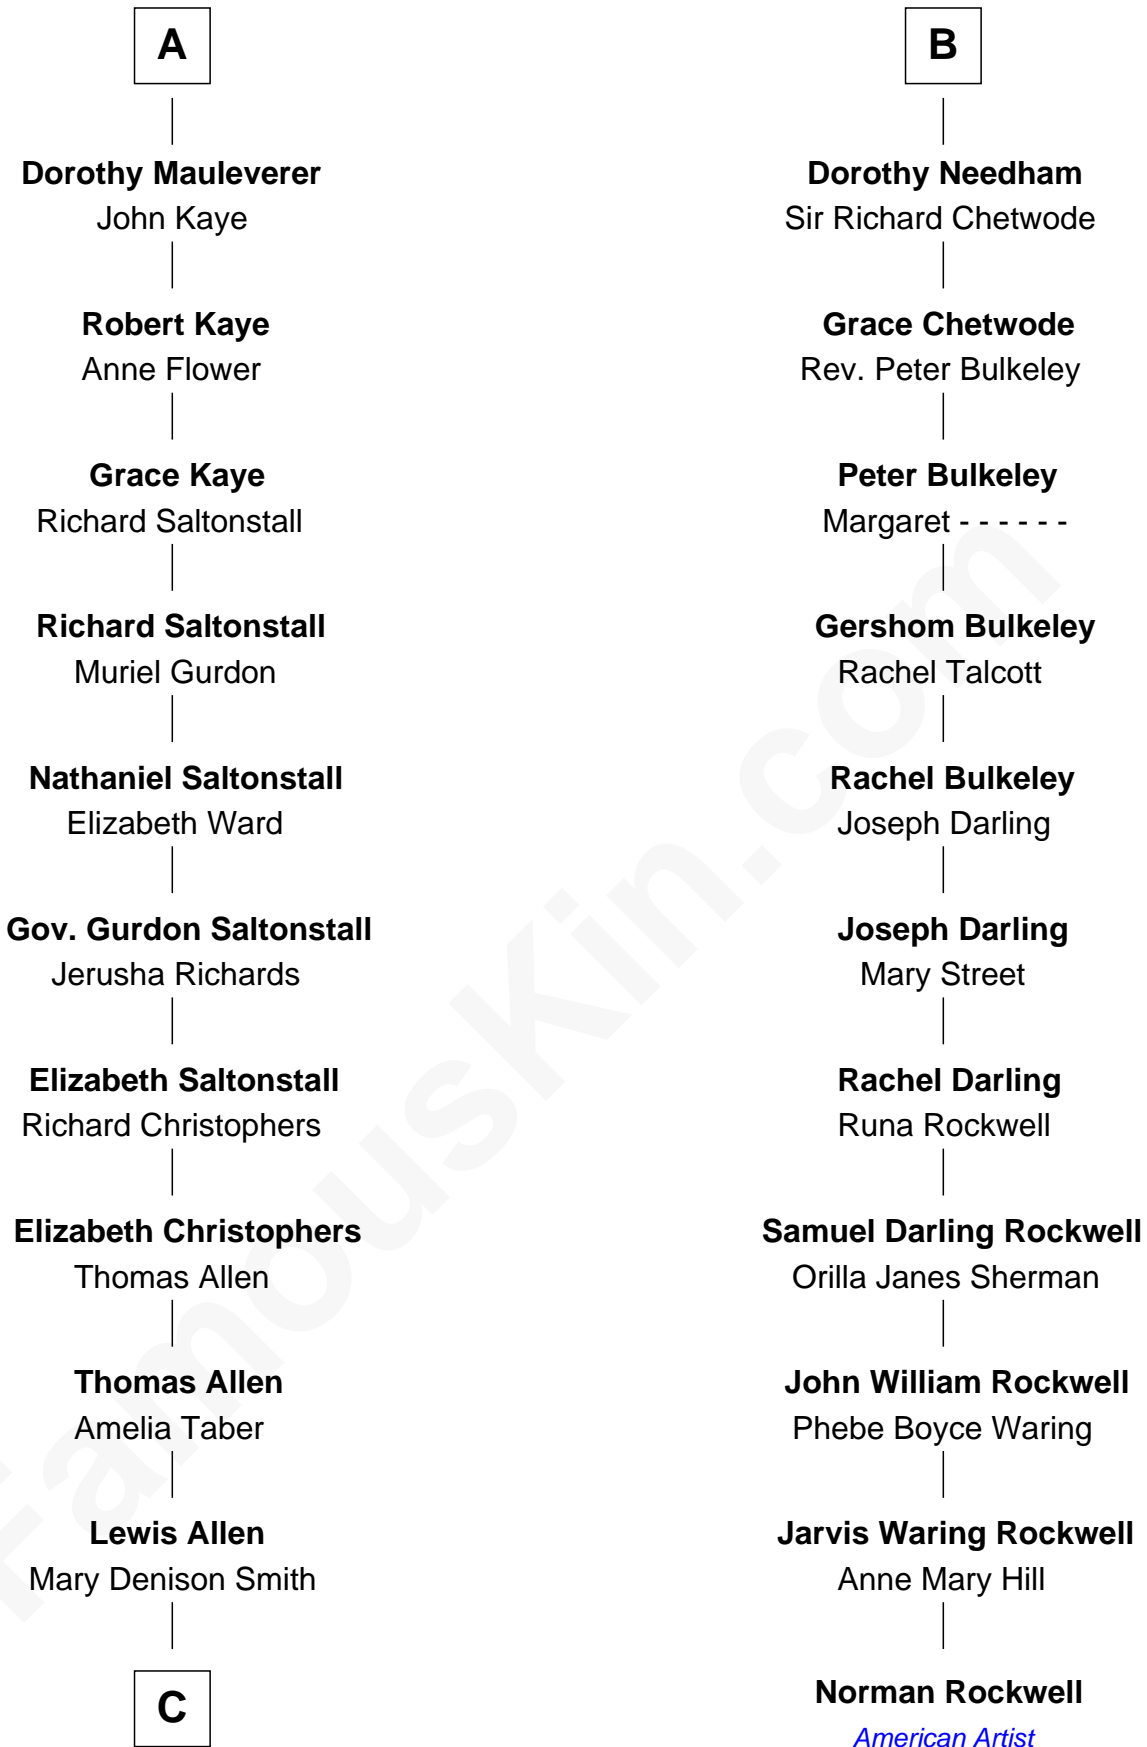 A
Dorothy Mauleverer
John Kaye
Robert Kaye
Anne Flower
Grace Kaye
Richard Saltonstall
Richard Saltonstall
Muriel Gurdon
Nathaniel Saltonstall
Elizabeth Ward
Gov. Gurdon Saltonstall
Jerusha Richards
Elizabeth Saltonstall
Richard Christophers
Elizabeth Christophers
Thomas Allen
Thomas Allen
Amelia Taber
Lewis Allen
Mary Denison Smith
C
B
Dorothy Needham
Sir Richard Chetwode
Grace Chetwode
Rev. Peter Bulkeley
Peter Bulkeley
Margaret - - - - - -
Gershom Bulkeley
Rachel Talcott
Rachel Bulkeley
Joseph Darling
Joseph Darling
Mary Street
Rachel Darling
Runa Rockwell
Samuel Darling Rockwell
Orilla Janes Sherman
John William Rockwell
Phebe Boyce Waring
Jarvis Waring Rockwell
Anne Mary Hill
Norman Rockwell
American Artist
FamousKin.com